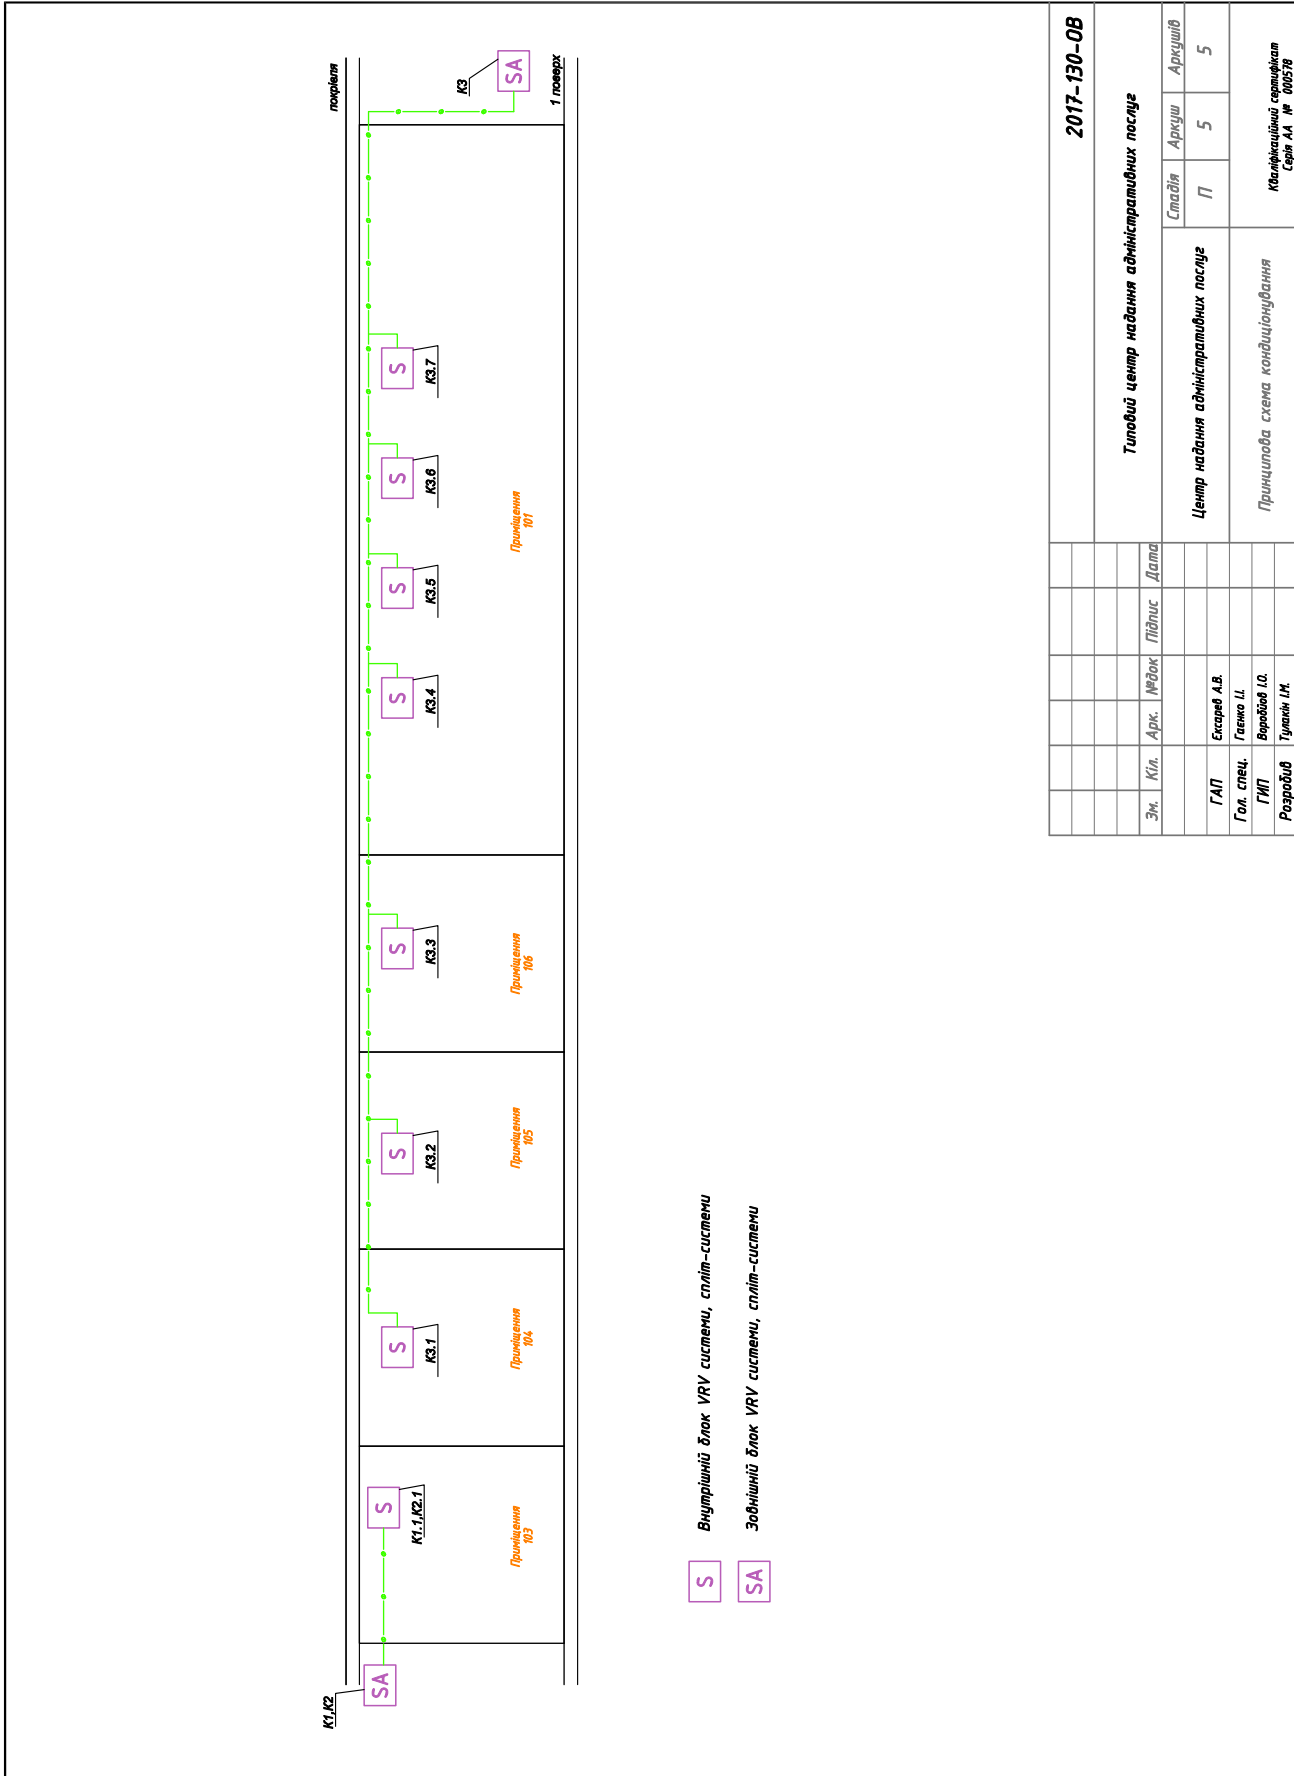 К1,К2
покрівля
SA
К3
SA
1 поверх
S
К1.1,К2.1
S
К3.1
S
К3.2
S
К3.3
S
К3.4
S
К3.5
S
К3.6
S
К3.7
Приміщення
103
Приміщення
104
Приміщення
105
Приміщення
106
Приміщення
101
S
Внутрішній блок VRV системи, спліт-системи
SA
Зовнішній блок VRV системи, спліт-системи
2017-130-ОВ
Типовий центр надання адміністративних послуг
Зм. Кіл. Арк. №док Підпис Дата
Центр надання адміністративних послуг
Стадія Аркуш Аркушів
П 5 5
ГАП Ексарев А.В.
Гол. спец. Гаєнко І.І.
ГИП Воробйов І.О.
Розробив Тулакін І.М.
Принципова схема кондиціонування
Кваліфікаційний сертифікат
Серія АА № 000578